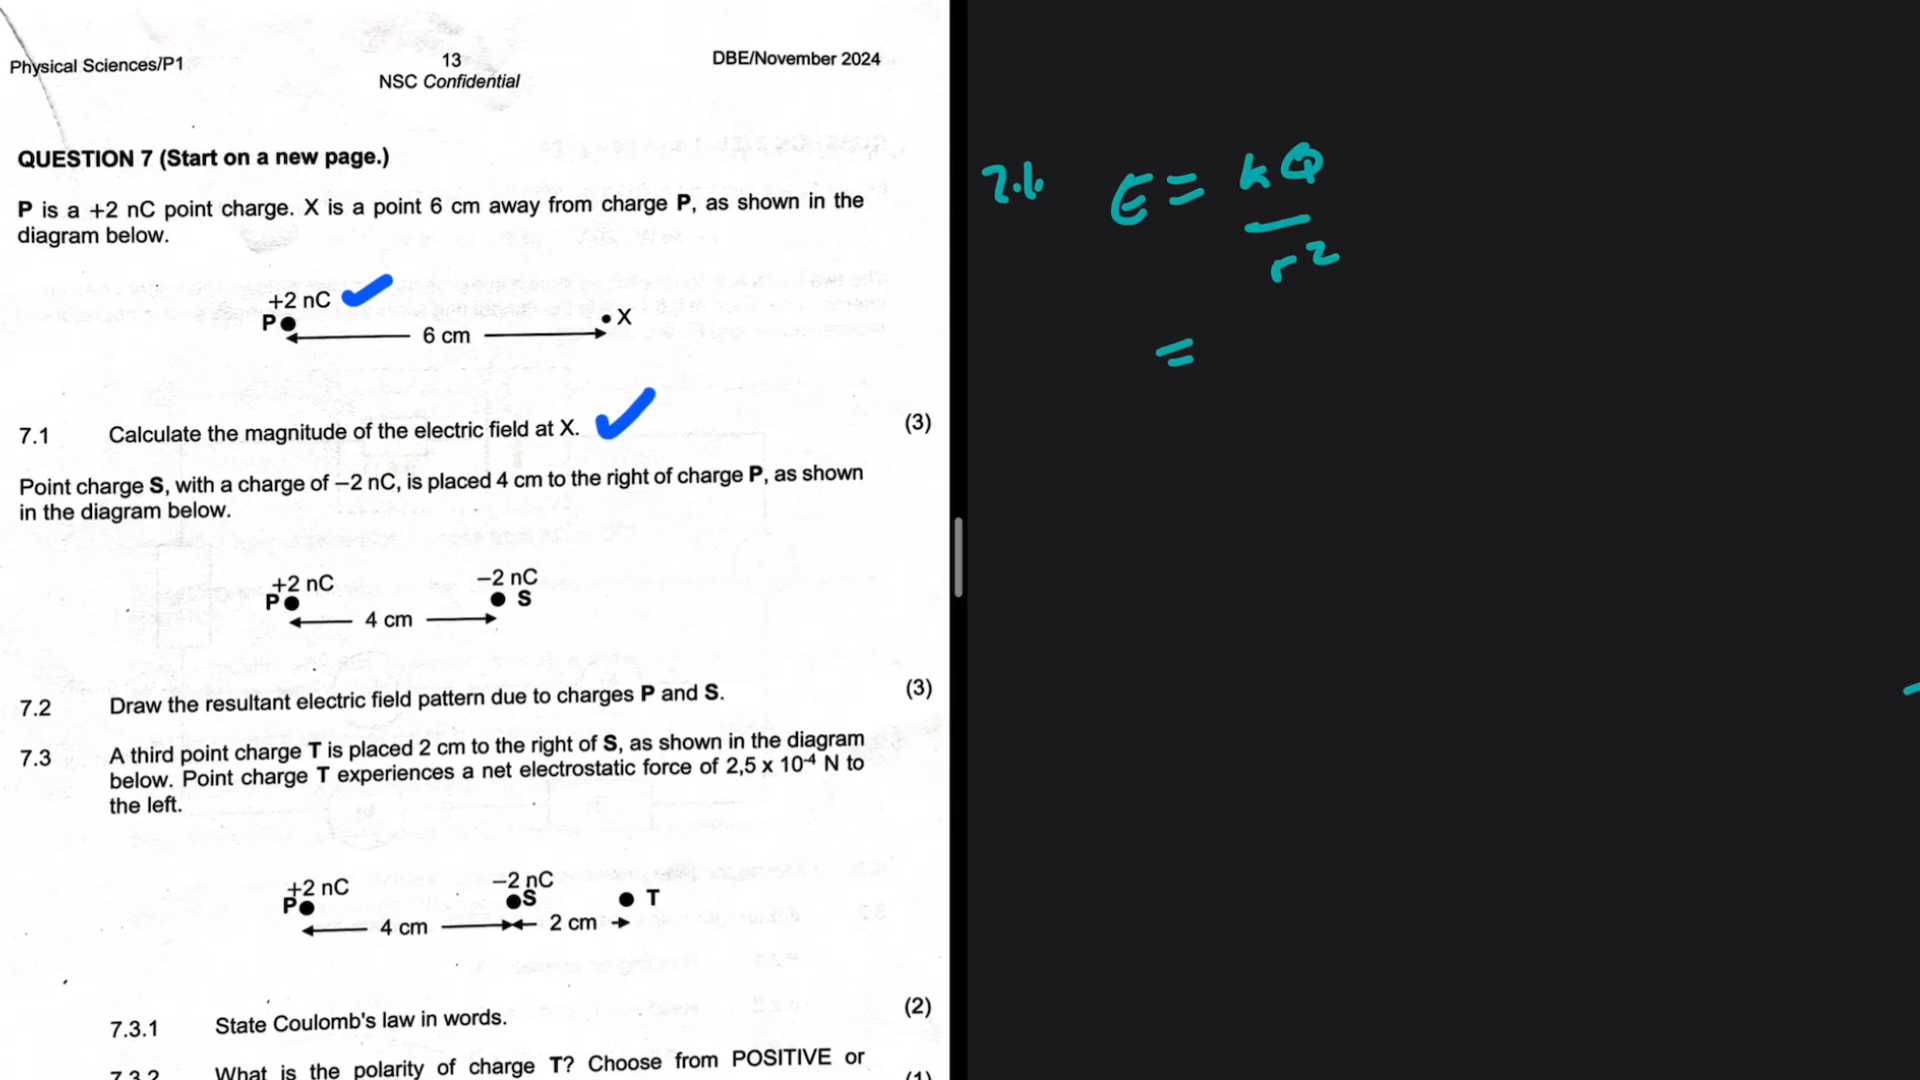 Physical Sciences/P1
13
DBE/November 2024
NSC Confidential
QUESTION 7 (Start on a new page.)
P is a +2 nC point charge. X is a point 6 cm away from charge P, as shown in the
diagram below.
+2 nC
P
X
6 cm
7.1 Calculate the magnitude of the electric field at X. (3)
Point charge S, with a charge of –2 nC, is placed 4 cm to the right of charge P, as shown
in the diagram below.
+2 nC
–2 nC
P
S
4 cm
7.2 Draw the resultant electric field pattern due to charges P and S. (3)
7.3 A third point charge T is placed 2 cm to the right of S, as shown in the diagram
below. Point charge T experiences a net electrostatic force of 2,5 x 10⁻⁴ N to
the left.
+2 nC
–2 nC
P
S
T
4 cm
2 cm
7.3.1 State Coulomb's law in words. (2)
7.3.2 What is the polarity of charge T? Choose from POSITIVE or
(1)
7.1 E = kQ
r²
=